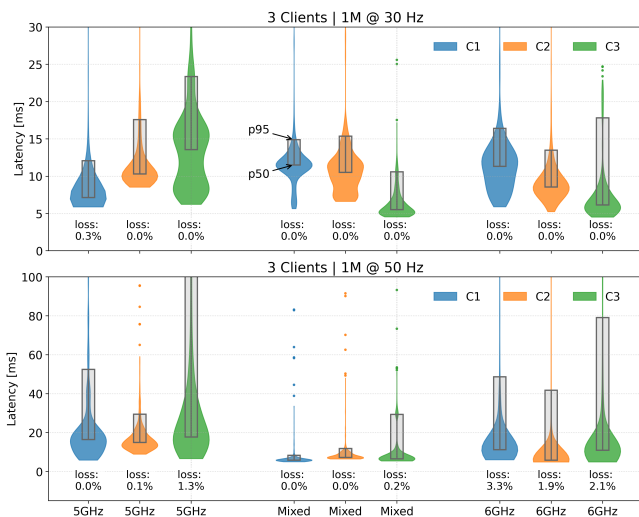 3 Clients | 1M @ 30 Hz
30
25
20
15
10
5
0
Latency [ms]
C1 C2 C3
p95
p50
loss: loss: loss: loss: loss: loss: loss: loss: loss:
0.3% 0.0% 0.0% 0.0% 0.0% 0.0% 0.0% 0.0% 0.0%
3 Clients | 1M @ 50 Hz
100
80
60
40
20
0
Latency [ms]
C1 C2 C3
loss: loss: loss: loss: loss: loss: loss: loss: loss:
0.0% 0.1% 1.3% 0.0% 0.0% 0.2% 3.3% 1.9% 2.1%
5GHz 5GHz 5GHz Mixed Mixed Mixed 6GHz 6GHz 6GHz